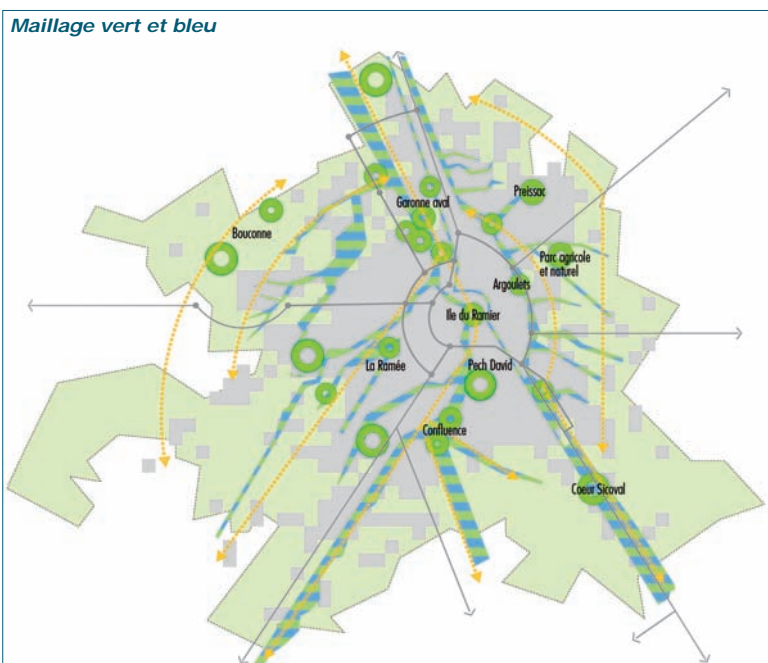 Maillage vert et bleu
Preissac
Garonne aval
Bouconne
Parc agricole
et naturel
Argoulets
Ile du Ramier
La Ramée
Pech David
Confluence
Coeur Sicoval